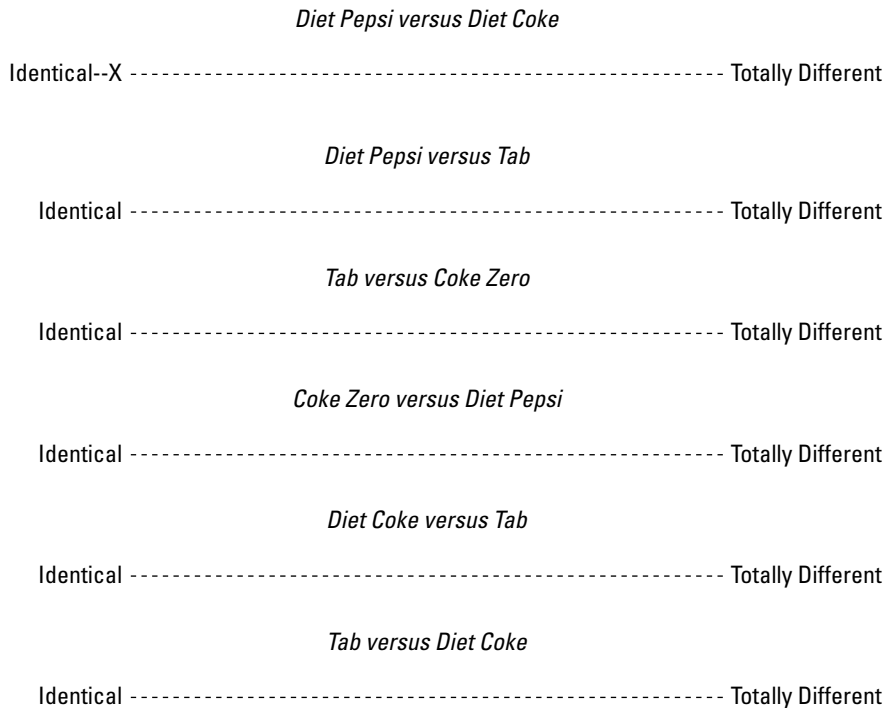 Diet Pepsi versus Diet Coke
Identical--X --------------------------------------------------------- Totally Different
Diet Pepsi versus Tab
Identical --------------------------------------------------------- Totally Different
Tab versus Coke Zero
Identical --------------------------------------------------------- Totally Different
Coke Zero versus Diet Pepsi
Identical --------------------------------------------------------- Totally Different
Diet Coke versus Tab
Identical --------------------------------------------------------- Totally Different
Tab versus Diet Coke
Identical --------------------------------------------------------- Totally Different